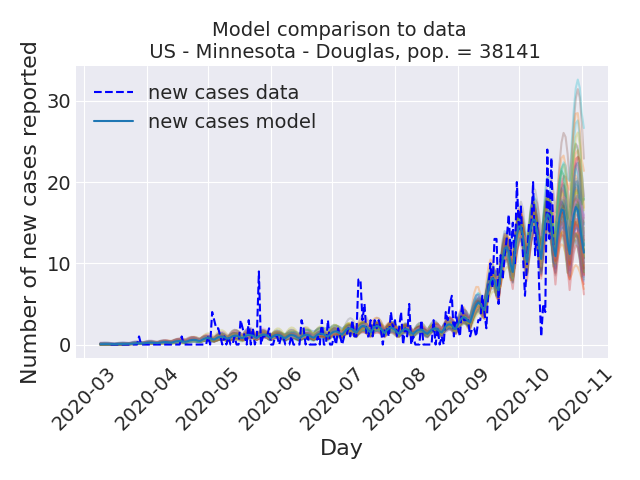 Model comparison to data
US - Minnesota - Douglas, pop. = 38141
Number of new cases reported
30
20
10
0
new cases data
new cases model
2020-03
2020-04
2020-05
2020-06
2020-07
2020-08
2020-09
2020-10
2020-11
Day